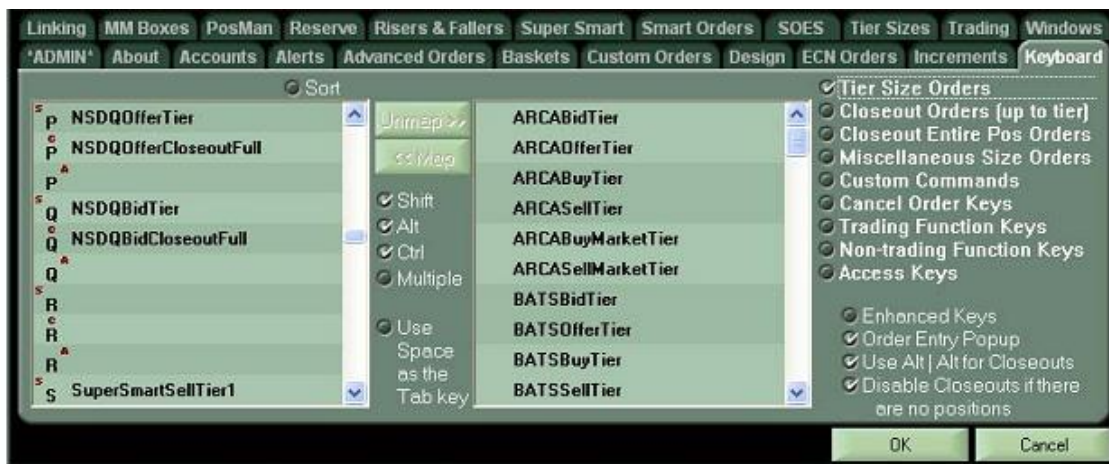 Linking MM Boxes PosMan Reserve Risers & Fallers Super Smart Smart Orders SOES Tier Sizes Trading Windows
*ADMIN* About Accounts Alerts Advanced Orders Baskets Custom Orders Design ECN Orders Increments Keyboard
Sort
S P NSDQOfferTier
C P NSDQOfferCloseoutFull
P A
S Q NSDQBidTier
C Q NSDQBidCloseoutFull
Q A
S R
C R
R A
S S SuperSmartSellTier1
Unmap >>
<< Map
Shift
Alt
Ctrl
Multiple
Use
Space
as the
Tab key
ARCABidTier
ARCAOfferTier
ARCABuyTier
ARCASellTier
ARCABuyMarketTier
ARCASellMarketTier
BATSBidTier
BATSOfferTier
BATSBuyTier
BATSSellTier
Tier Size Orders
Closeout Orders (up to tier)
Closeout Entire Pos Orders
Miscellaneous Size Orders
Custom Commands
Cancel Order Keys
Trading Function Keys
Non-trading Function Keys
Access Keys
Enhanced Keys
Order Entry Popup
Use Alt | Alt for Closeouts
Disable Closeouts if there
are no positions
OK Cancel